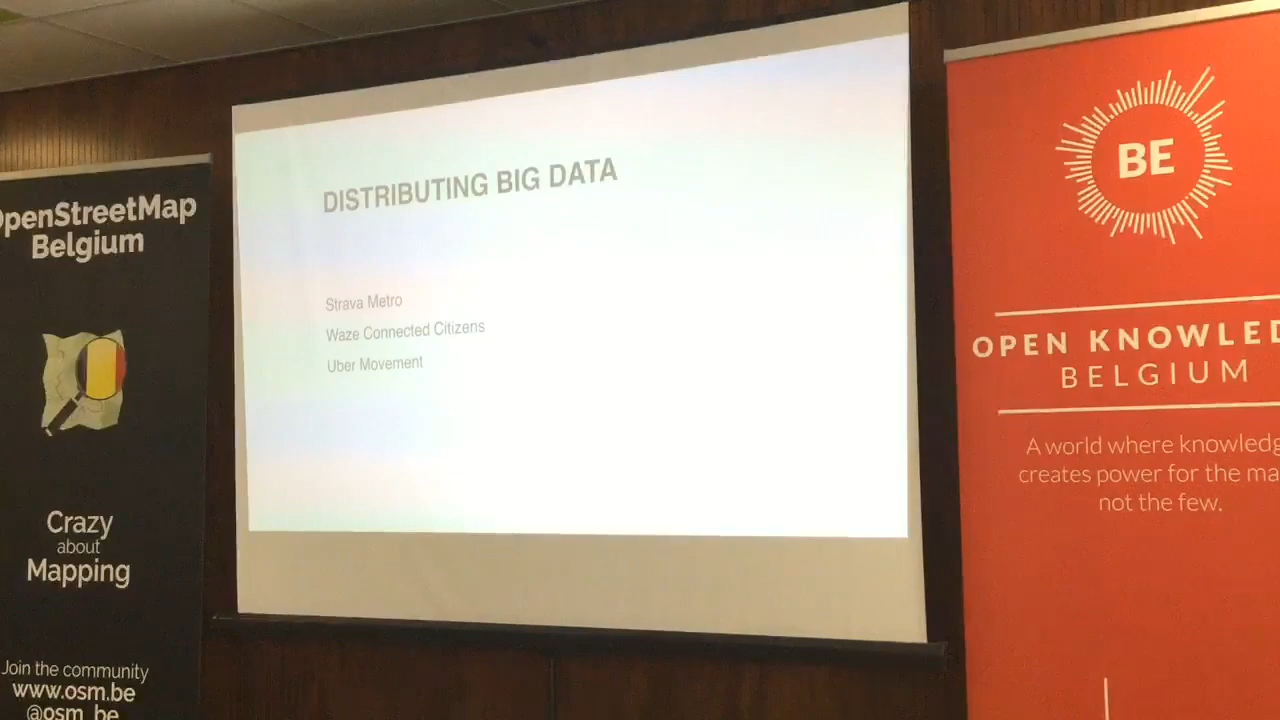 OpenStreetMap
Belgium
Crazy
about
Mapping
Join the community
www.osm.be
@osm_be
DISTRIBUTING BIG DATA
Strava Metro
Waze Connected Citizens
Uber Movement
BE
OPEN KNOWLED
BELGIUM
A world where knowledg
creates power for the ma
not the few.